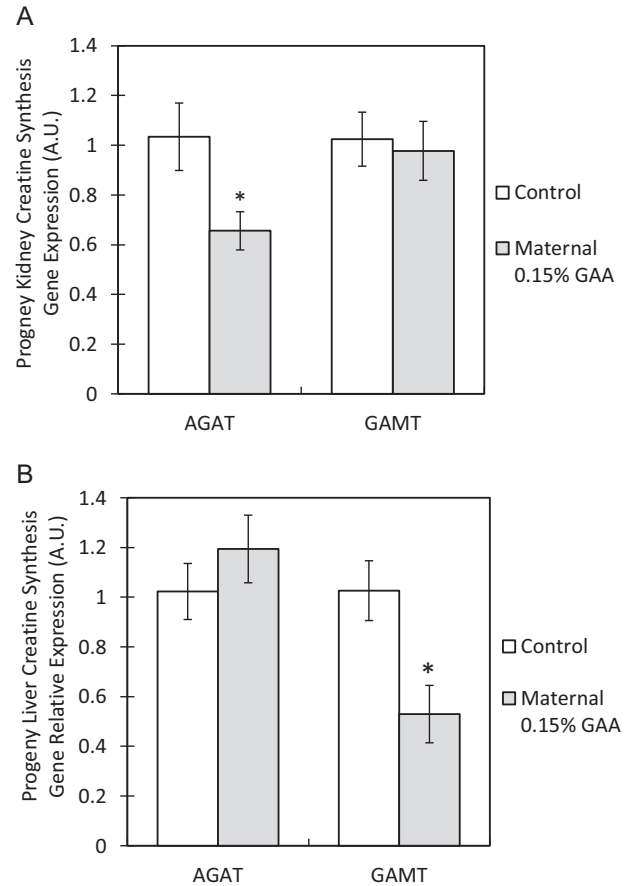 A
Progney Kidney Creatine Synthesis
Gene Expression (A.U.)
1.4
1.2
1
0.8
0.6
0.4
0.2
0
*
AGAT
GAMT
Control
Maternal
0.15% GAA
B
Progeny Liver Creatine Synthesis
Gene Relative Expression (A.U.)
1.4
1.2
1
0.8
0.6
0.4
0.2
0
*
AGAT
GAMT
Control
Maternal
0.15% GAA